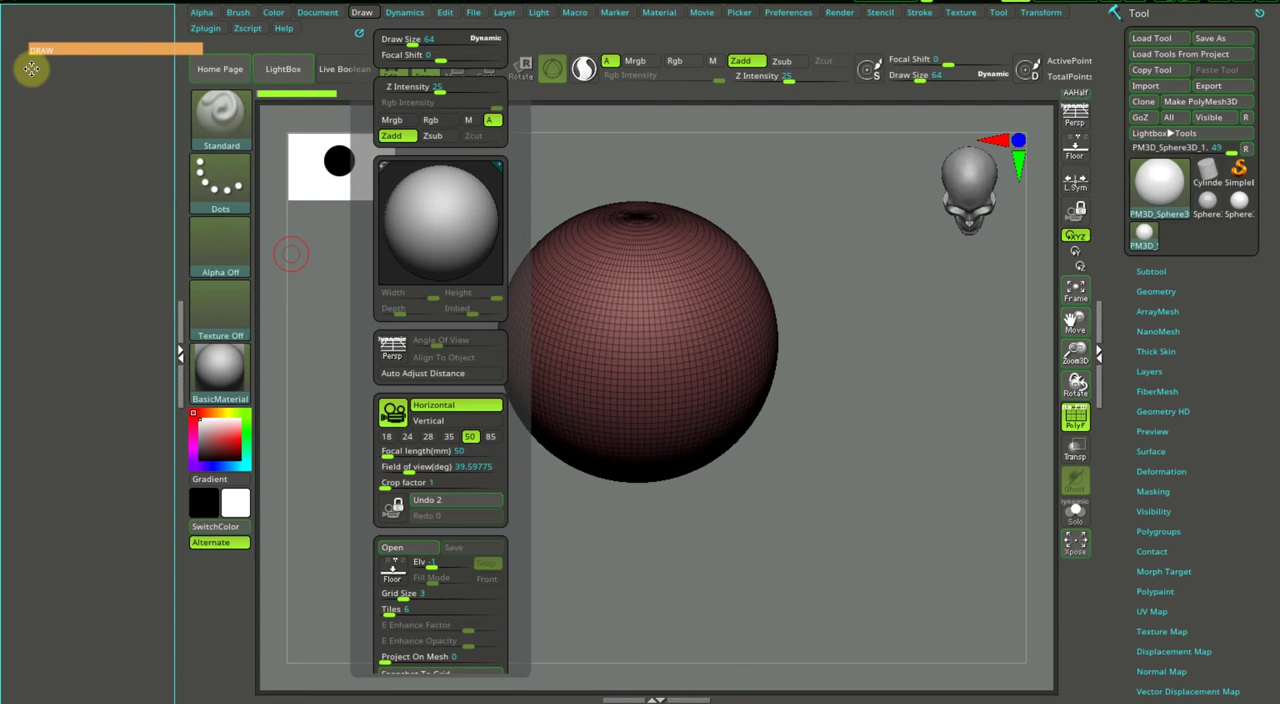 Alpha Brush Color Document Draw Dynamics Edit File Layer Light Macro Marker Material Movie Picker Preferences Render Stencil Stroke Texture Tool Transform
Zplugin Zscript Help
DRAW
Home Page
LightBox
Live Boolean
Draw Size 64
Dynamic
Focal Shift 0
Z Intensity 25
Rgb Intensity
Mrgb Rgb M A
Zadd Zsub Zcut
Width Height
Depth Imbed
Persp
Angle Of View
Align To Object
Auto Adjust Distance
Horizontal
Vertical
18 24 28 35 50 85
Focal length(mm) 50
Field of view(deg) 39.59775
Crop factor 1
Undo 2
Redo 0
Open Save
Floor
Elv -1
Snap
Fill Mode Front
Grid Size 3
Tiles 6
E Enhance Factor
E Enhance Opacity
Project On Mesh 0
Snapshot To Grid
Rotate
A Mrgb Rgb M
Rgb Intensity
Zadd Zsub Zcut
Z Intensity 25
S
Focal Shift 0
Draw Size 64
Dynamic
D
ActivePoint
TotalPoints
Standard
Dots
Alpha Off
Texture Off
BasicMaterial
Gradient
SwitchColor
Alternate
AAHalf
Persp
Floor
L.Sym
XYZ
Y
Z
Frame
Move
Zoom3D
Rotate
PolyF
Transp
Ghost
Dynamic
Solo
Xpose
Tool
Load Tool Save As
Load Tools From Project
Copy Tool Paste Tool
Import Export
Clone Make PolyMesh3D
GoZ All Visible R
Lightbox▶Tools
PM3D_Sphere3D_1. 49
R
PM3D_Sphere3
Cylinde
SimpleB
Sphere:
Sphere:
PM3D_S
Subtool
Geometry
ArrayMesh
NanoMesh
Thick Skin
Layers
FiberMesh
Geometry HD
Preview
Surface
Deformation
Masking
Visibility
Polygroups
Contact
Morph Target
Polypaint
UV Map
Texture Map
Displacement Map
Normal Map
Vector Displacement Map